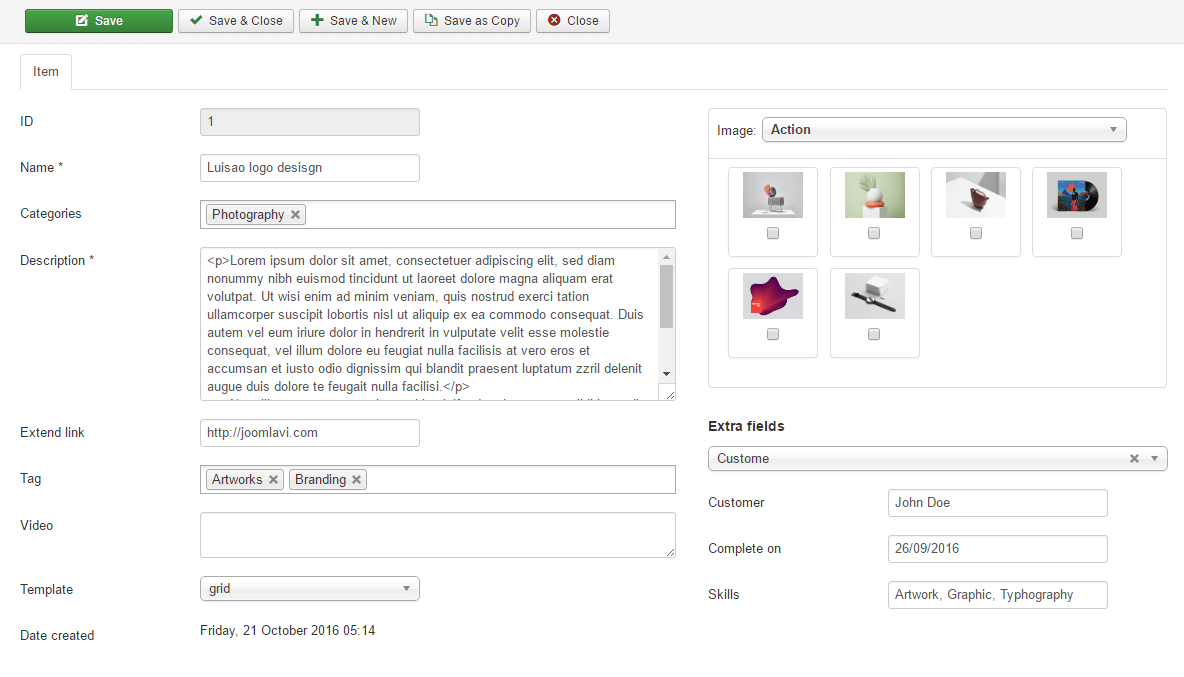 Save
Save & Close
Save & New
Save as Copy
Close
Item
ID
1
Name *
Luisao logo desisgn
Categories
Photography
Description *
<p>Lorem ipsum dolor sit amet, consectetuer adipiscing elit, sed diam
nonummy nibh euismod tincidunt ut laoreet dolore magna aliquam erat
volutpat. Ut wisi enim ad minim veniam, quis nostrud exerci tation
ullamcorper suscipit lobortis nisl ut aliquip ex ea commodo consequat. Duis
autem vel eum iriure dolor in hendrerit in vulputate velit esse molestie
consequat, vel illum dolore eu feugiat nulla facilisis at vero eros et
accumsan et iusto odio dignissim qui blandit praesent luptatum zzril delenit
augue duis dolore te feugait nulla facilisi.</p>
Extend link
http://joomlavi.com
Tag
Artworks
Branding
Video
Template
grid
Date created
Friday, 21 October 2016 05:14
Image:
Action
Extra fields
Custome
Customer
John Doe
Complete on
26/09/2016
Skills
Artwork, Graphic, Typhography